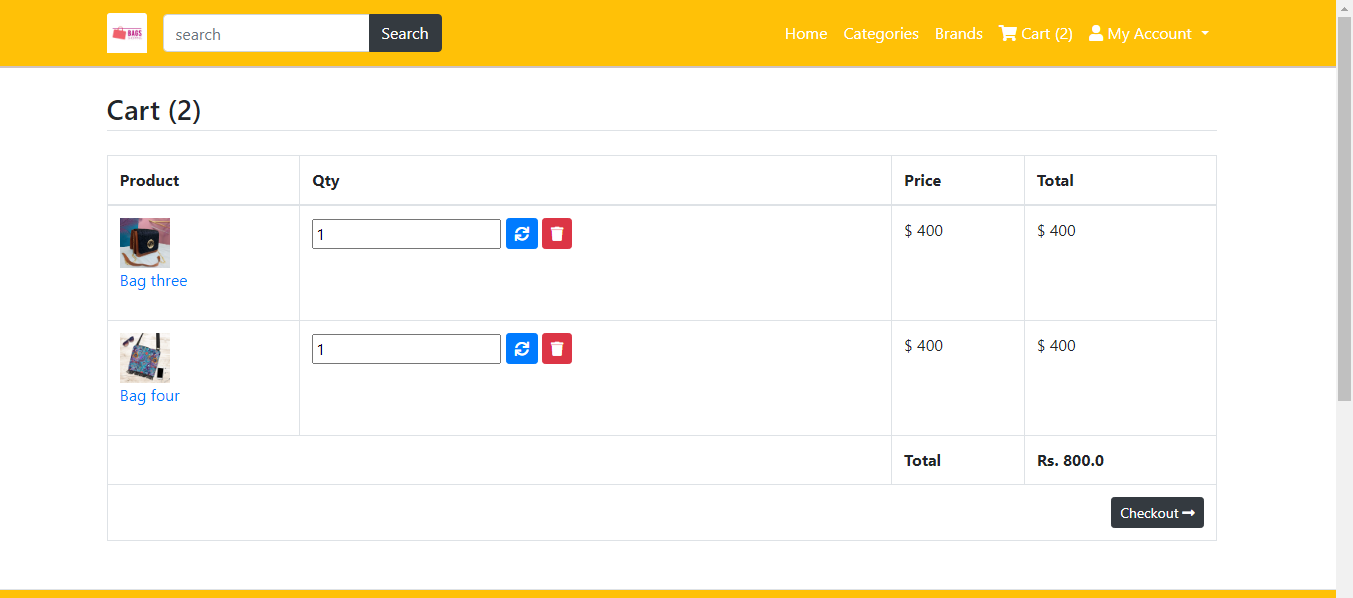 BAGS
search
Search
Home
Categories
Brands
Cart (2)
My Account
Cart (2)
Product
Qty
Price
Total
1
$ 400
$ 400
Bag three
1
$ 400
$ 400
Bag four
Total
Rs. 800.0
Checkout